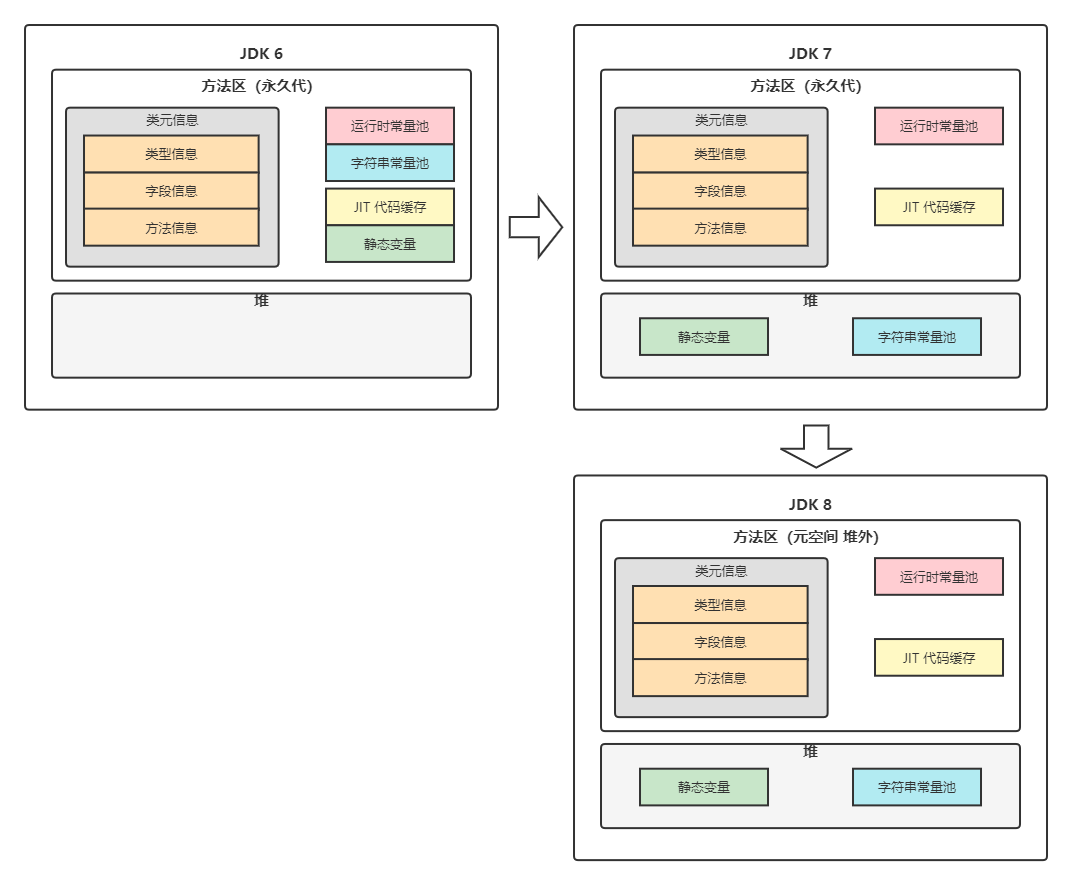 JDK 6
方法区（永久代）
类元信息
类型信息
字段信息
方法信息
运行时常量池
字符串常量池
JIT 代码缓存
静态变量
堆
JDK 7
方法区（永久代）
类元信息
类型信息
字段信息
方法信息
运行时常量池
JIT 代码缓存
堆
静态变量
字符串常量池
JDK 8
方法区（元空间 堆外）
类元信息
类型信息
字段信息
方法信息
运行时常量池
JIT 代码缓存
堆
静态变量
字符串常量池